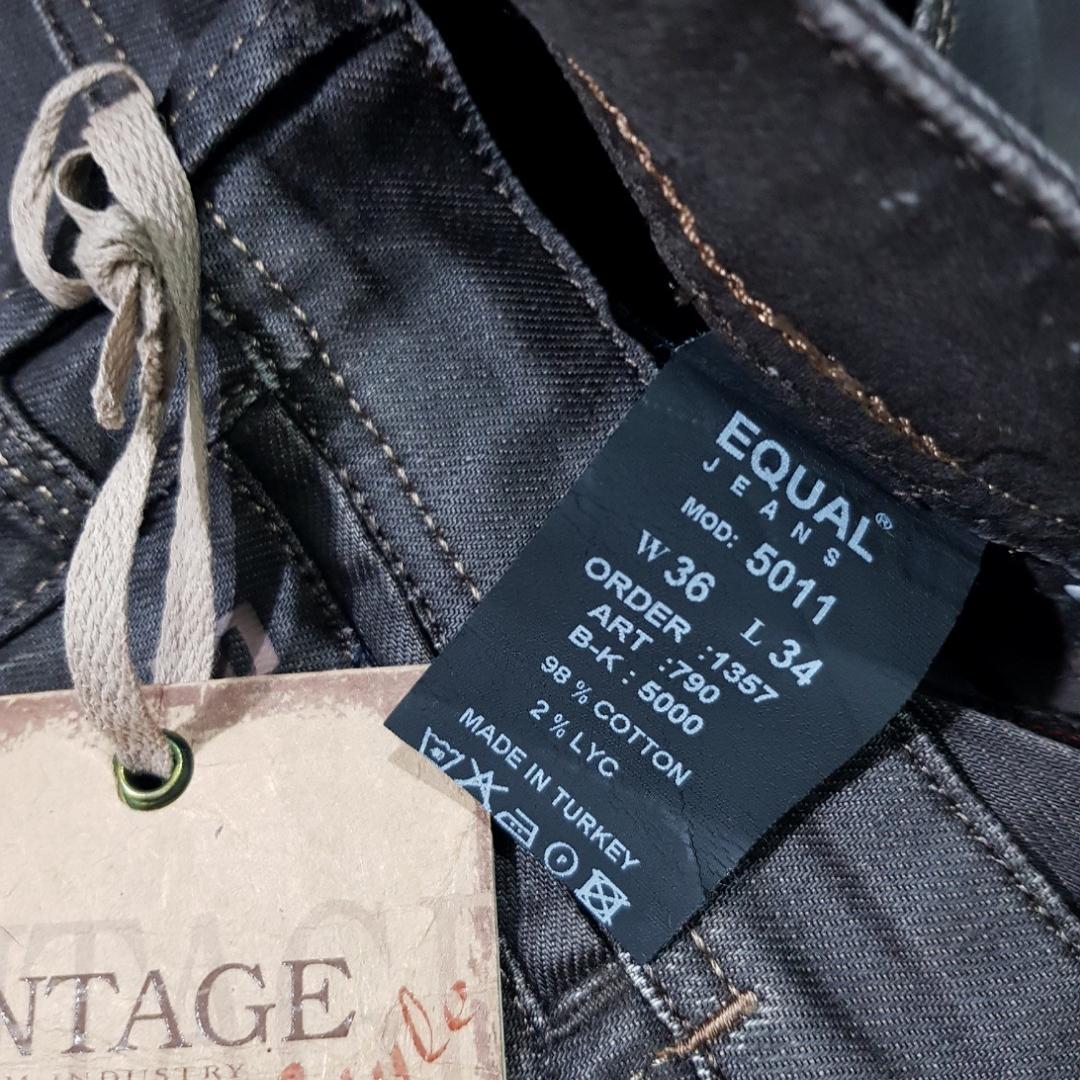 EQUAL®
JEANS
MOD: 5011
W 36 L 34
ORDER :1357
ART :790
B-K : 5000
98 % COTTON
2 % LYC
MADE IN TURKEY
P
NTAGE
M INDUSTRY